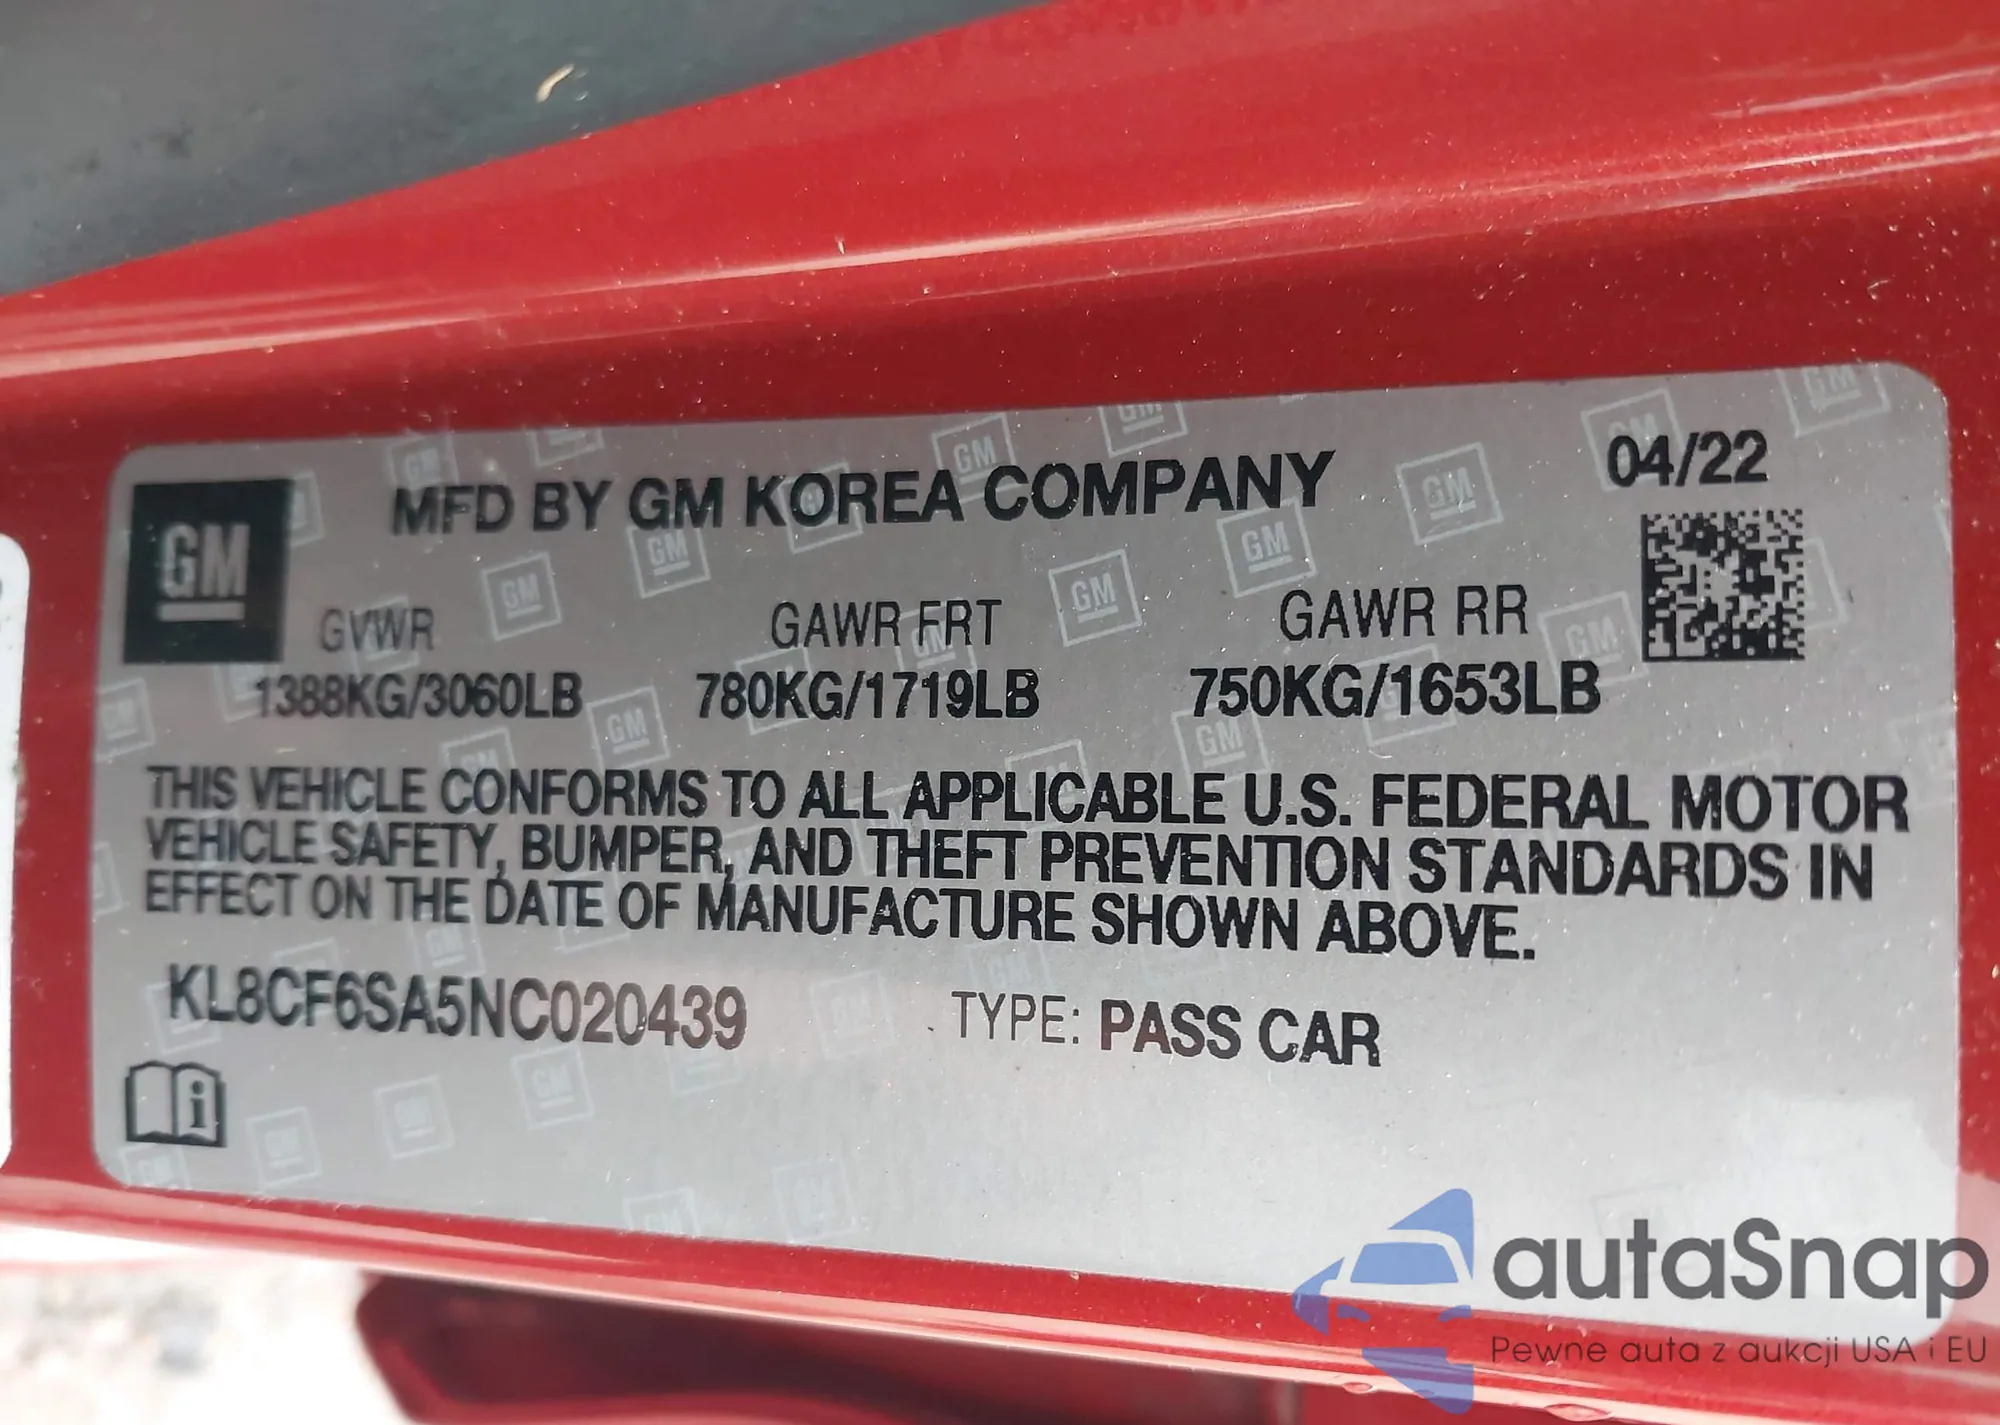 MFD BY GM KOREA COMPANY 04/22
GM
GVWR GAWR FRT GAWR RR
1388KG/3060LB 780KG/1719LB 750KG/1653LB
THIS VEHICLE CONFORMS TO ALL APPLICABLE U.S. FEDERAL MOTOR
VEHICLE SAFETY, BUMPER, AND THEFT PREVENTION STANDARDS IN
EFFECT ON THE DATE OF MANUFACTURE SHOWN ABOVE.
KL8CF6SA5NC020439 TYPE: PASS CAR
autaSnap
Pewne auta z aukcji USA i EU